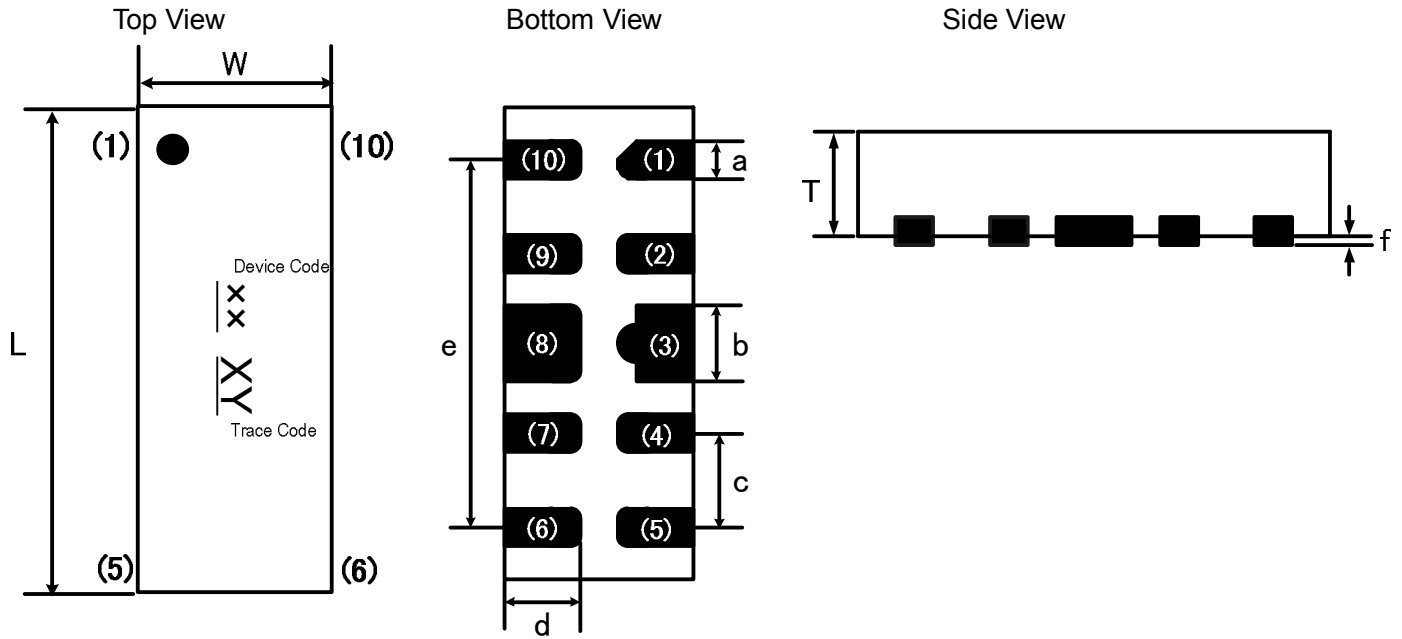 Top View
Bottom View
Side View
W
(1)
(10)
L
Device Code
××
XY
Trace Code
(5)
(6)
(10)
(1)
a
(9)
(2)
e
(8)
(3)
b
(7)
(4)
c
(6)
(5)
d
T
f